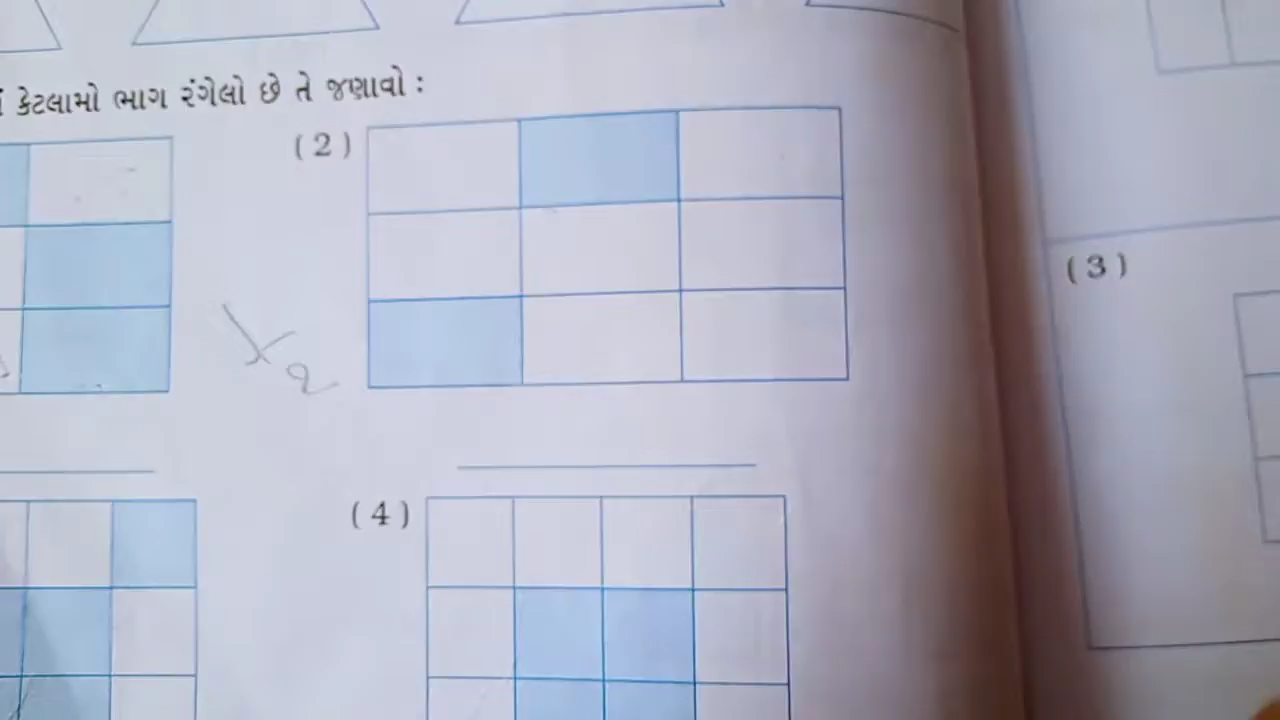 કેટલામો ભાગ રંગેલો છે તે જણાવો :
( 2 )
( 3 )
( 4 )